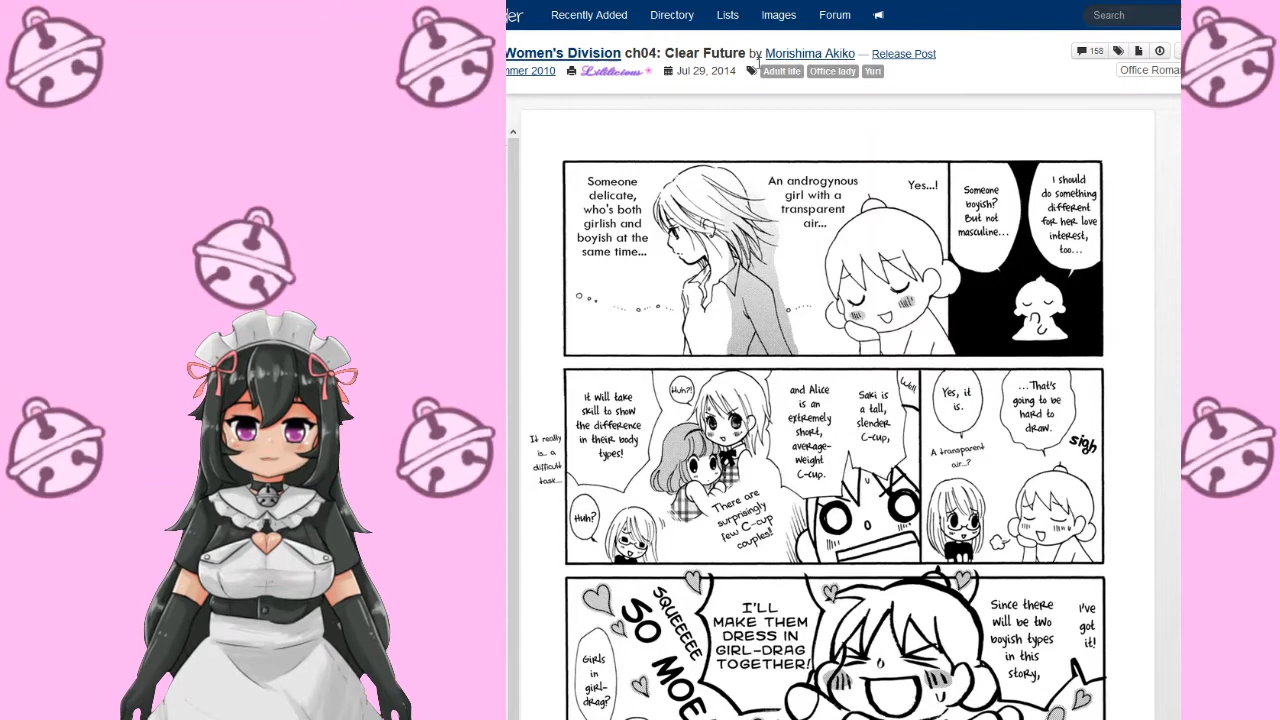 der Recently Added Directory Lists Images Forum Search
Women's Division ch04: Clear Future by Morishima Akiko — Release Post
158
mmer 2010 Lililicious Jul 29, 2014 Adult life Office lady Yuri
Office Roma
I should
do something
different
for her love
interest,
too...
Someone
boyish?
But not
masculine...
Yes...!
An androgynous
girl with a
transparent
air...
Someone
delicate,
who's both
girlish and
boyish at the
same time...
...That's
going to be
hard to
draw.
sigh
Yes, it
is.
A transparent
air...?
Well
Saki is
a tall,
slender
C-cup,
and Alice
is an
extremely
short,
average-
weight
C-cup.
Huh?!
There are
surprisingly
few C-cup
couples!
It will take
skill to show
the difference
in their body
types!
Huh?
It really
is a
difficult
task...
I've
got
it!
Since there
will be two
boyish types
in this
story,
I'LL
MAKE THEM
DRESS IN
GIRL-DRAG
TOGETHER!
SQUEEEEE
SO MOE
Girls
in
girl-
drag?